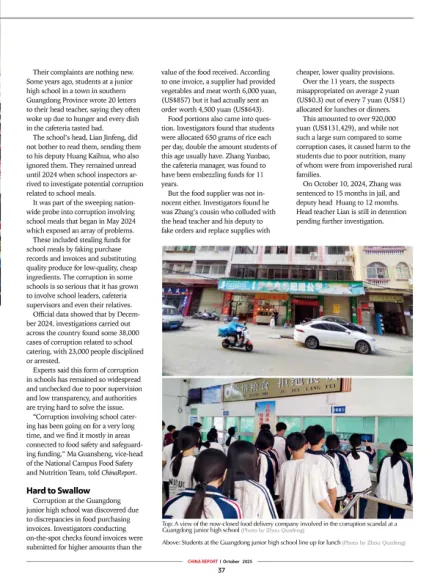 Their complaints are nothing new.
Some years ago, students at a junior
high school in a town in southern
Guangdong Province wrote 20 letters
to their head teacher, saying they often
woke up due to hunger and every dish
in the cafeteria tasted bad.
The school's head, Lian Jinfeng, did
not bother to read them, sending them
to his deputy Huang Kaihua, who also
ignored them. They remained unread
until 2024 when school inspectors ar-
rived to investigate potential corruption
related to school meals.
It was part of the sweeping nation-
wide probe into corruption involving
school meals that began in May 2024
which exposed an array of problems.
These included stealing funds for
school meals by faking purchase
records and invoices and substituting
quality produce for low-quality, cheap
ingredients. The corruption in some
schools is so serious that it has grown
to involve school leaders, cafeteria
supervisors and even their relatives.
Official data showed that by Decem-
ber 2024, investigations carried out
across the country found some 38,000
cases of corruption related to school
catering, with 23,000 people disciplined
or arrested.
Experts said this form of corruption
in schools has remained so widespread
and unchecked due to poor supervision
and low transparency, and authorities
are trying hard to solve the issue.
"Corruption involving school cater-
ing has been going on for a very long
time, and we find it mostly in areas
connected to food safety and safeguard-
ing funding," Ma Guansheng, vice-head
of the National Campus Food Safety
and Nutrition Team, told ChinaReport.
Hard to Swallow
Corruption at the Guangdong
junior high school was discovered due
to discrepancies in food purchasing
invoices. Investigators conducting
on-the-spot checks found invoices were
submitted for higher amounts than the
value of the food received. According
to one invoice, a supplier had provided
vegetables and meat worth 6,000 yuan,
(US$857) but it had actually sent an
order worth 4,500 yuan (US$643).
Food portions also came into ques-
tion. Investigators found that students
were allocated 650 grams of rice each
per day, double the amount students of
this age usually have. Zhang Yunbao,
the cafeteria manager, was found to
have been embezzling funds for 11
years.
But the food supplier was not in-
nocent either. Investigators found he
was Zhang's cousin who colluded with
the head teacher and his deputy to
fake orders and replace supplies with
cheaper, lower quality provisions.
Over the 11 years, the suspects
misappropriated on average 2 yuan
(US$0.3) out of every 7 yuan (US$1)
allocated for lunches or dinners.
This amounted to over 920,000
yuan (US$131,429), and while not
such a large sum compared to some
corruption cases, it caused harm to the
students due to poor nutrition, many
of whom were from impoverished rural
families.
On October 10, 2024, Zhang was
sentenced to 15 months in jail, and
deputy head Huang to 12 months.
Head teacher Lian is still in detention
pending further investigation.
Top: A view of the now-closed food delivery company involved in the corruption scandal at a
Guangdong junior high school (Photo by Zhou Qunfeng)
Above: Students at the Guangdong junior high school line up for lunch (Photo by Zhou Qunfeng)
CHINA REPORT | October 2025
37